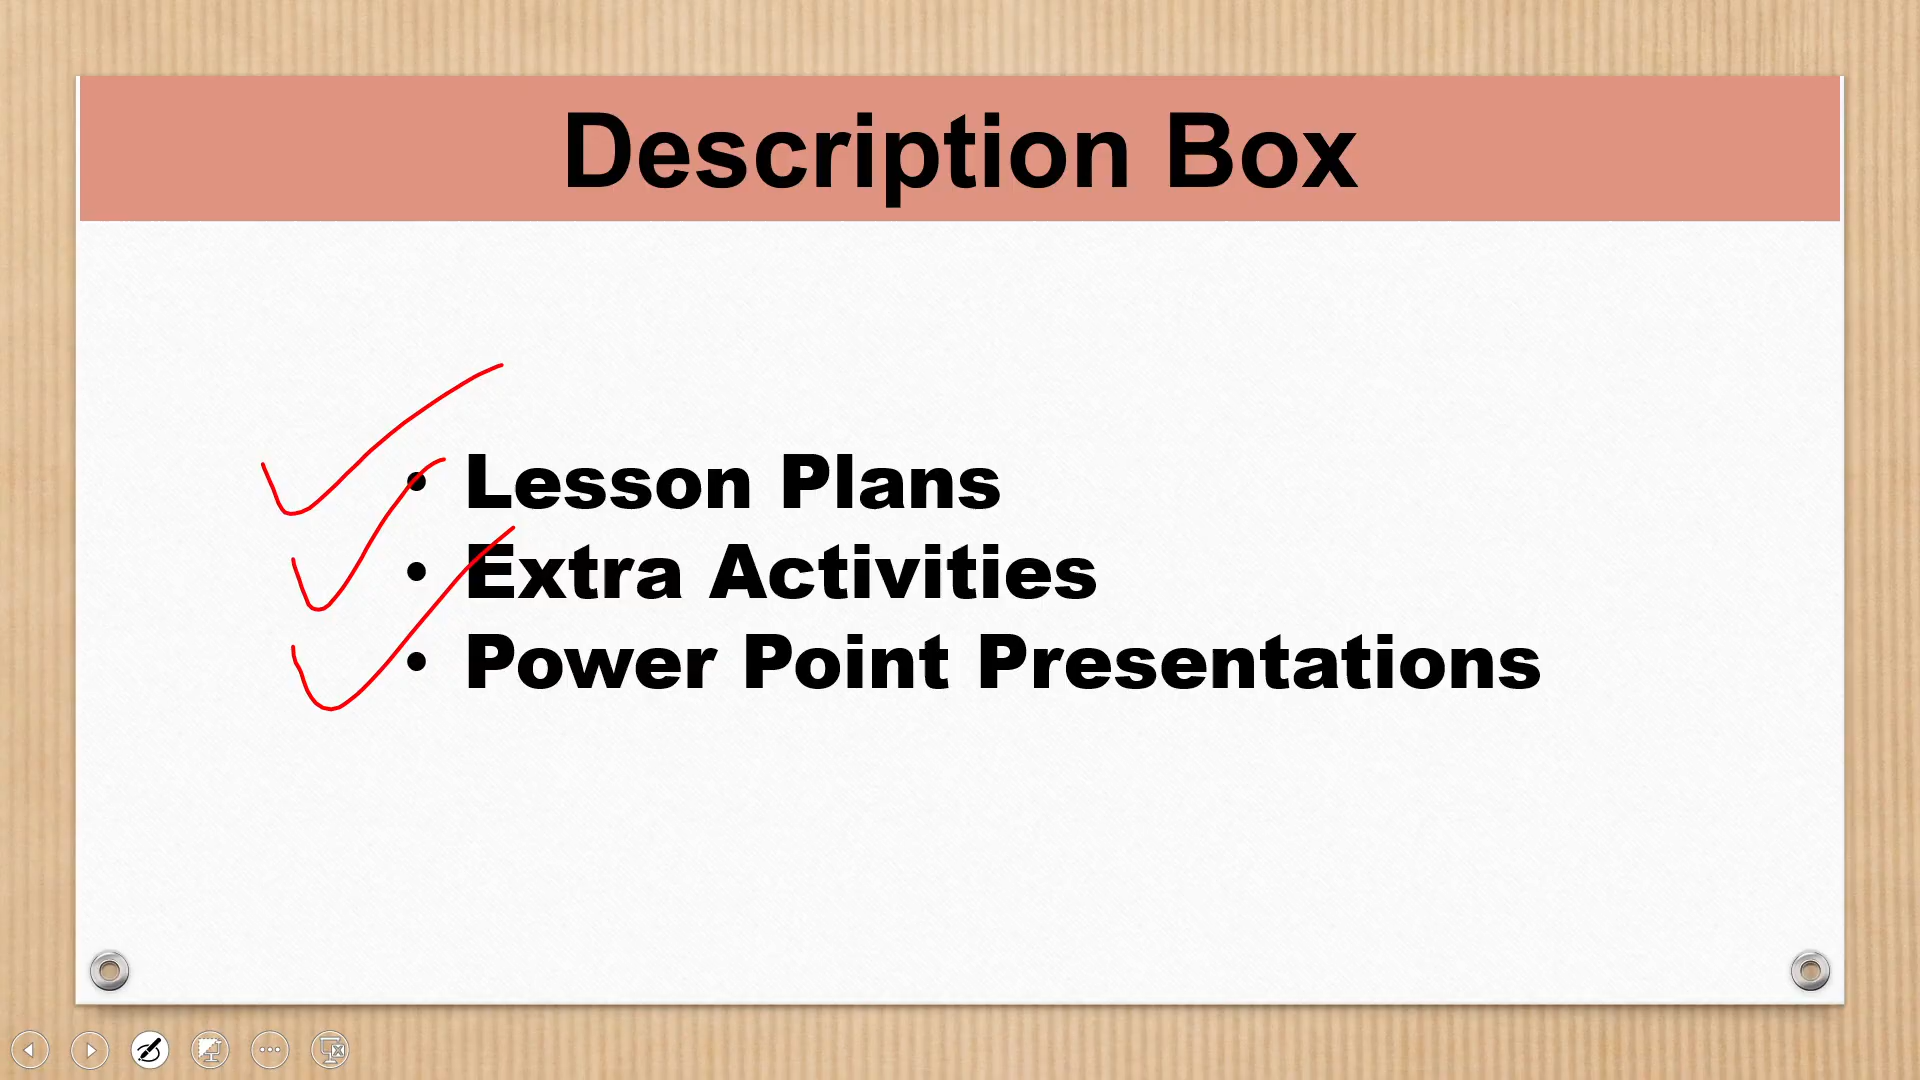 Description Box
• Lesson Plans
• Extra Activities
• Power Point Presentations